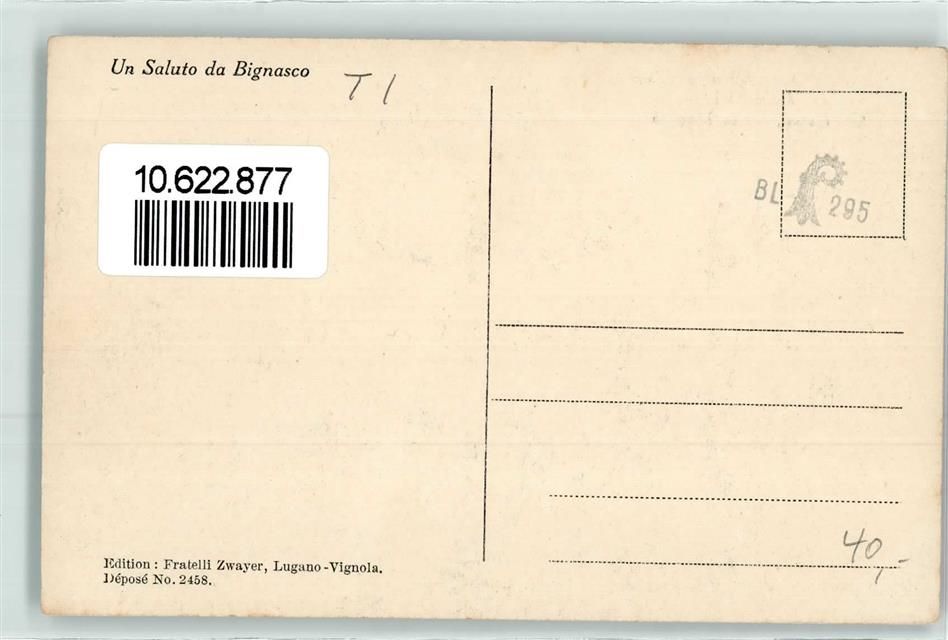 Un Saluto da Bignasco
T I
10.622.877
BL 295
40,-
Edition : Fratelli Zwayer, Lugano-Vignola.
Déposé No. 2458.